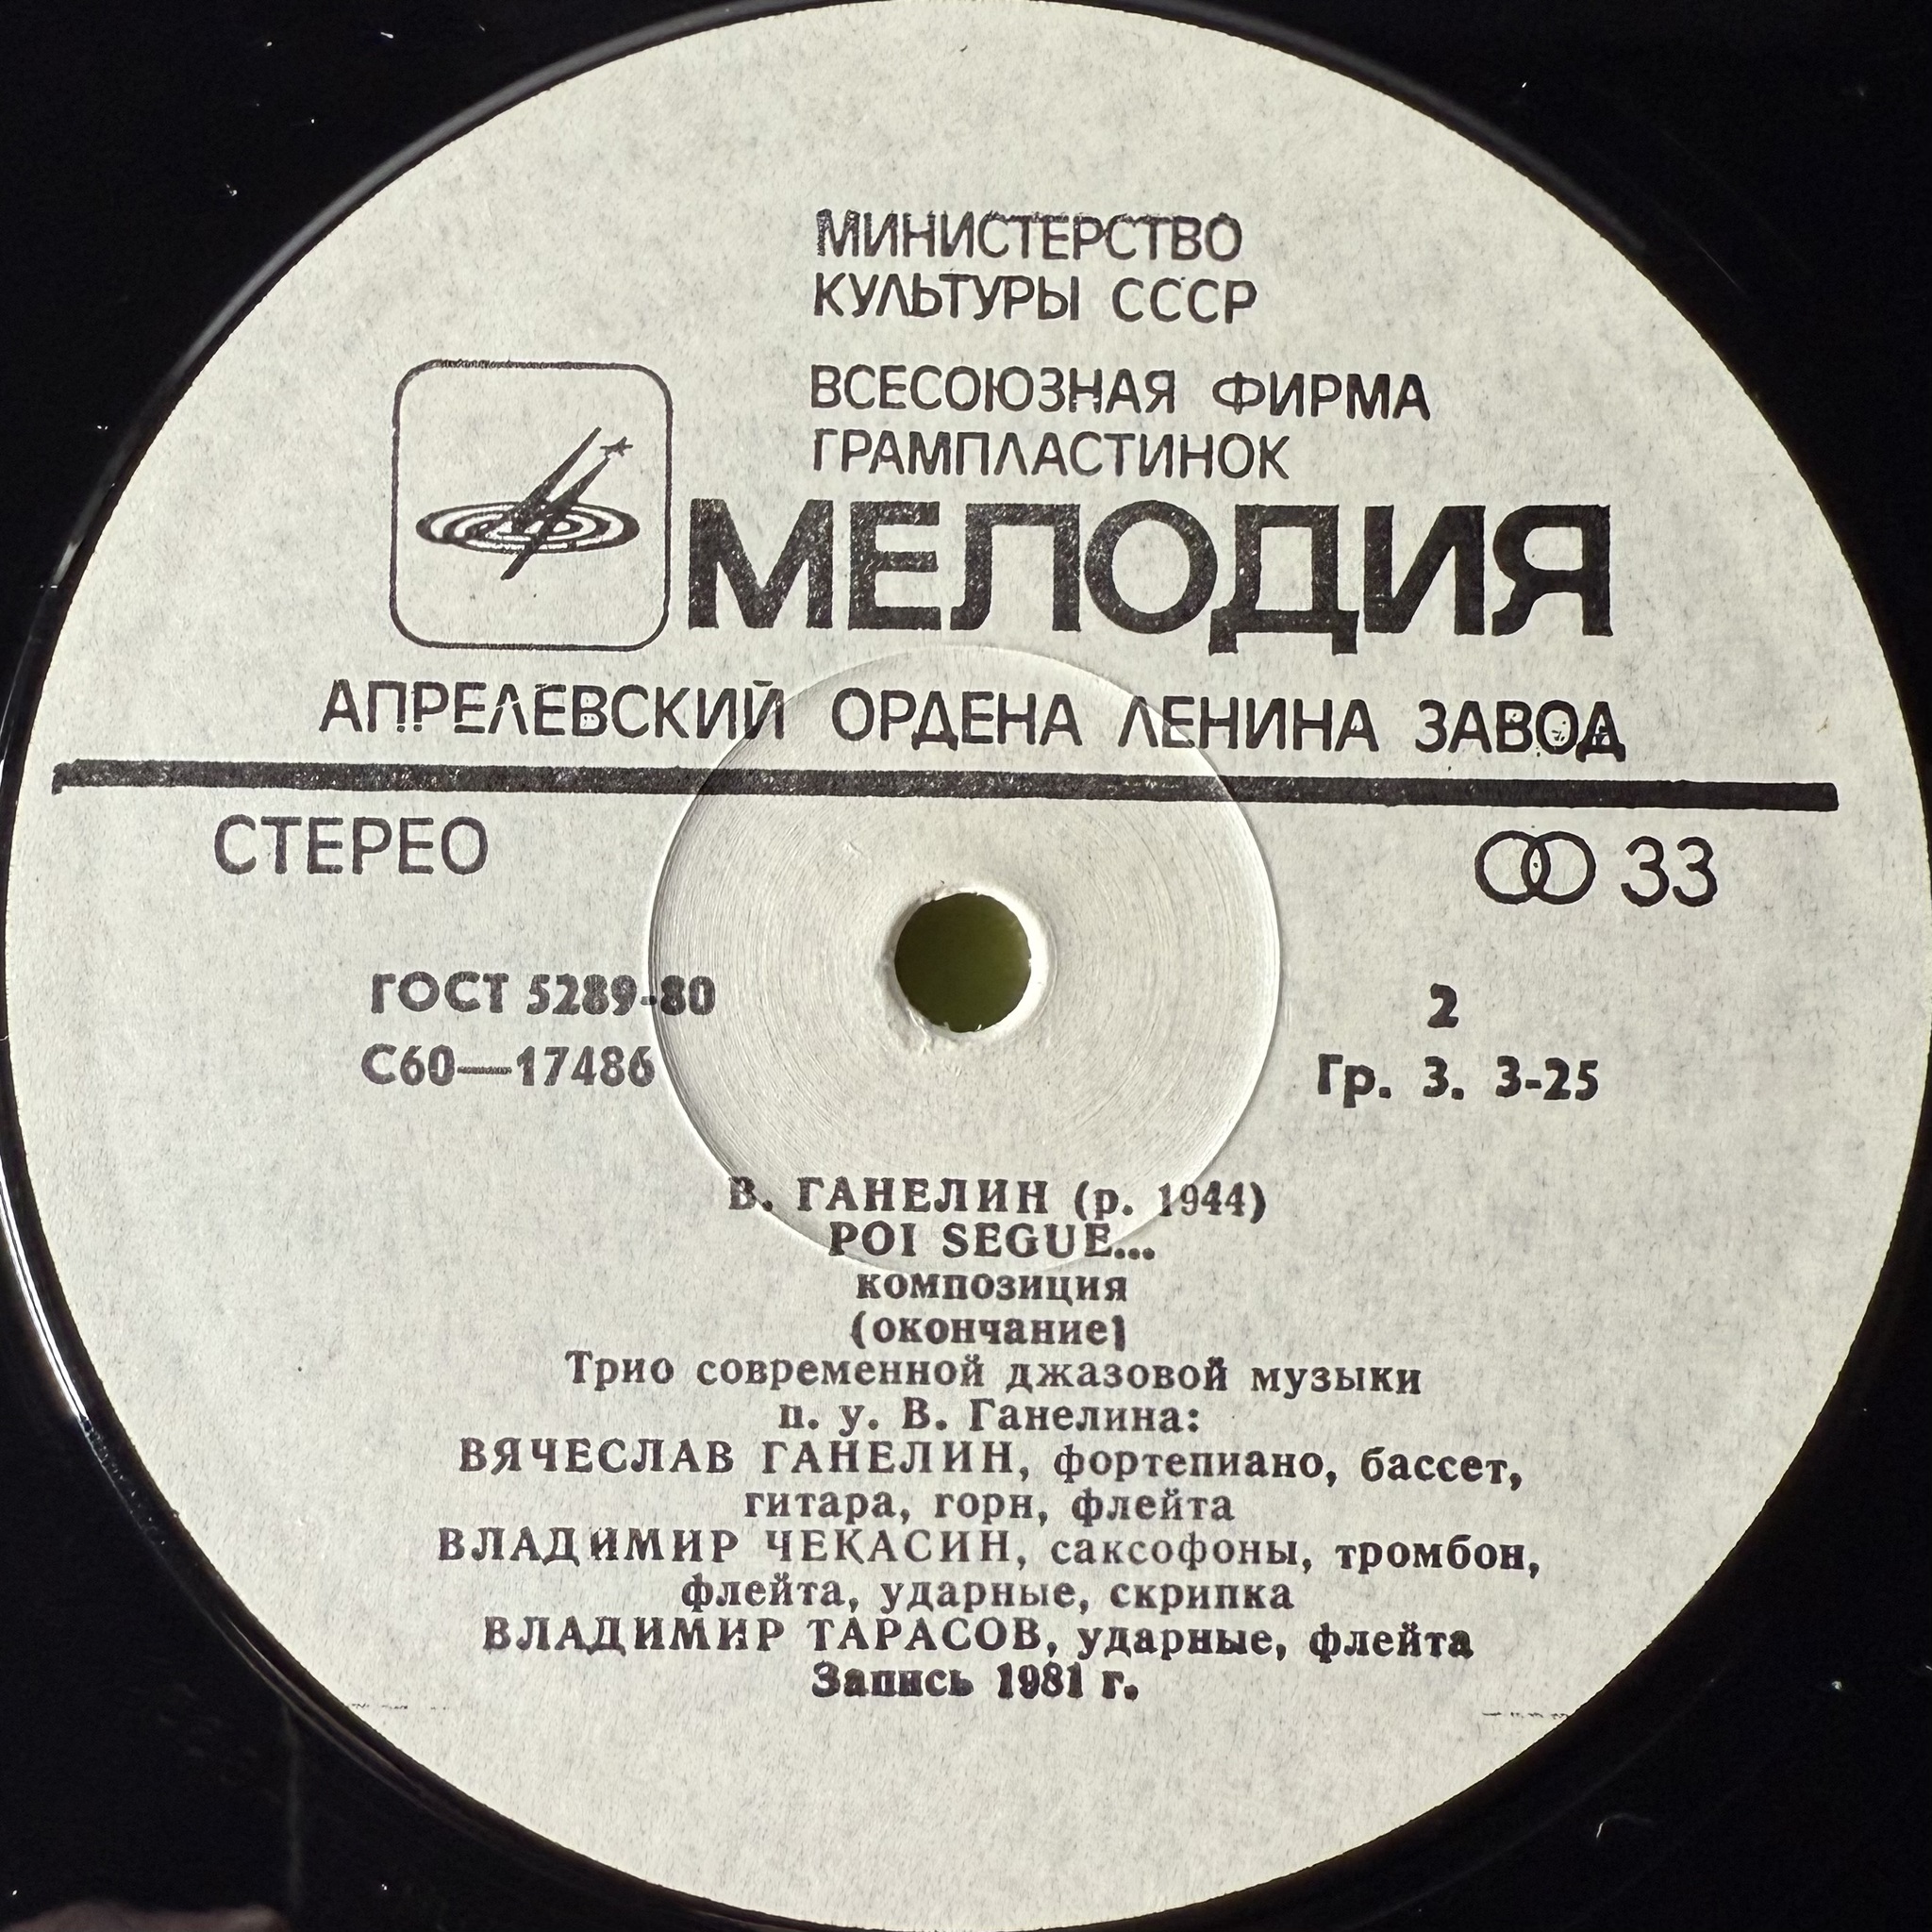 МИНИСТЕРСТВО
КУЛЬТУРЫ СССР
ВСЕСОЮЗНАЯ ФИРМА
ГРАМПЛАСТИНОК
МЕЛОДИЯ
АПРЕЛЕВСКИЙ ОРДЕНА ЛЕНИНА ЗАВОД
СТЕРЕО
33
ГОСТ 5289-80
2
С60—17486
Гр. 3. 3-25
В. ГАНЕЛИН (р. 1944)
POI SEGUE...
композиция
(окончание)
Трио современной джазовой музыки
п. у. В. Ганелина:
ВЯЧЕСЛАВ ГАНЕЛИН, фортепиано, бассет,
гитара, горн, флейта
ВЛАДИМИР ЧЕКАСИН, саксофоны, тромбон,
флейта, ударные, скрипка
ВЛАДИМИР ТАРАСОВ, ударные, флейта
Запись 1981 г.